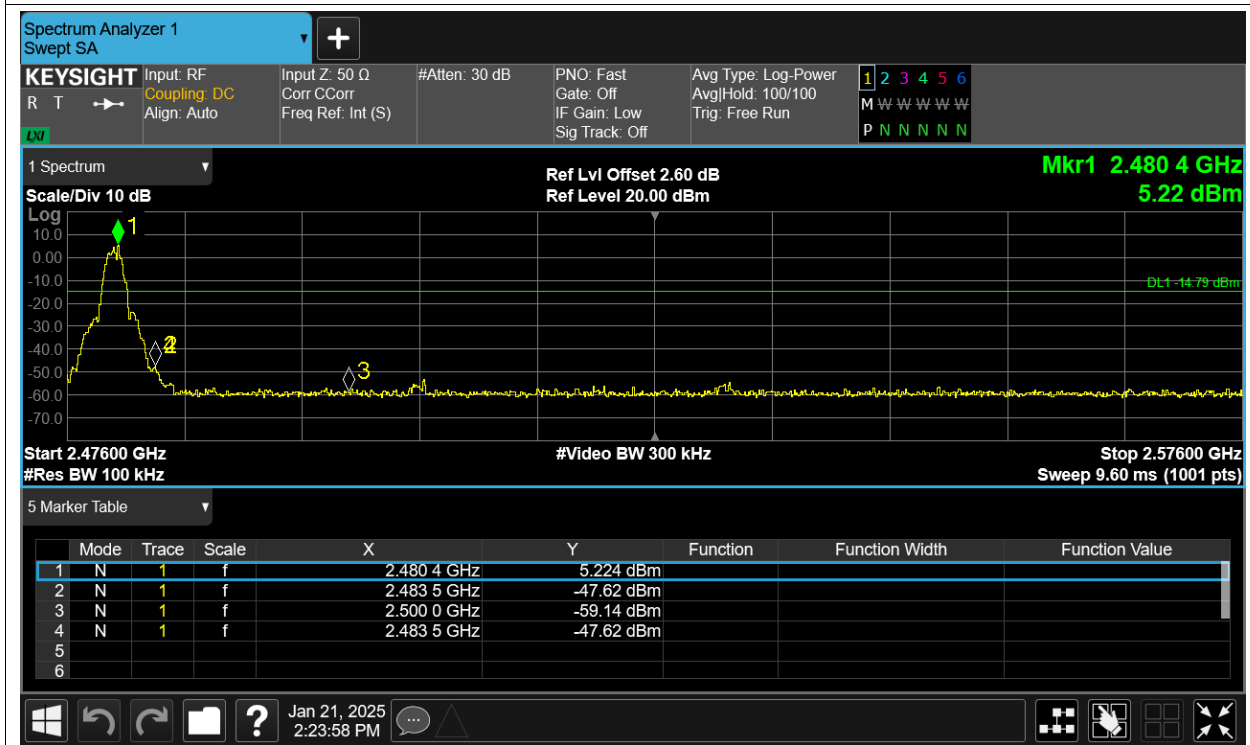 Spectrum Analyzer 1
Swept SA
KEYSIGHT
R T
LXI
Input: RF
Coupling: DC
Align: Auto
Input Z: 50 Ω
Corr CCorr
Freq Ref: Int (S)
#Atten: 30 dB
PNO: Fast
Gate: Off
IF Gain: Low
Sig Track: Off
Avg Type: Log-Power
Avg|Hold: 100/100
Trig: Free Run
1 2 3 4 5 6
M W W W W W
P N N N N N
1 Spectrum
Scale/Div 10 dB
Ref Lvl Offset 2.60 dB
Ref Level 20.00 dBm
Mkr1 2.480 4 GHz
5.22 dBm
Log
10.0
0.00
-10.0
-20.0
-30.0
-40.0
-50.0
-60.0
-70.0
1
DL1 -14.79 dBm
2
3
Start 2.47600 GHz
#Res BW 100 kHz
#Video BW 300 kHz
Stop 2.57600 GHz
Sweep 9.60 ms (1001 pts)
5 Marker Table
Mode Trace Scale X Y Function Function Width Function Value
1 N 1 f 2.480 4 GHz 5.224 dBm
2 N 1 f 2.483 5 GHz -47.62 dBm
3 N 1 f 2.500 0 GHz -59.14 dBm
4 N 1 f 2.483 5 GHz -47.62 dBm
5
6
?
Jan 21, 2025
2:23:58 PM